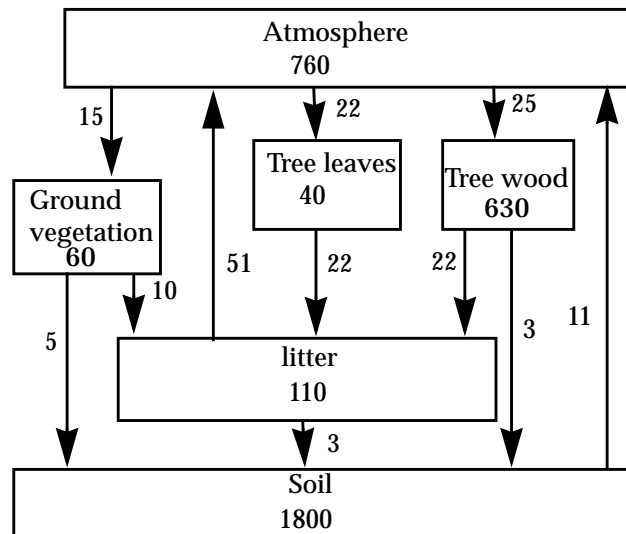 Atmosphere
760
15
22
25
Tree leaves
40
Tree wood
630
Ground
vegetation
60
10
51
22
22
5
3
11
litter
110
3
Soil
1800